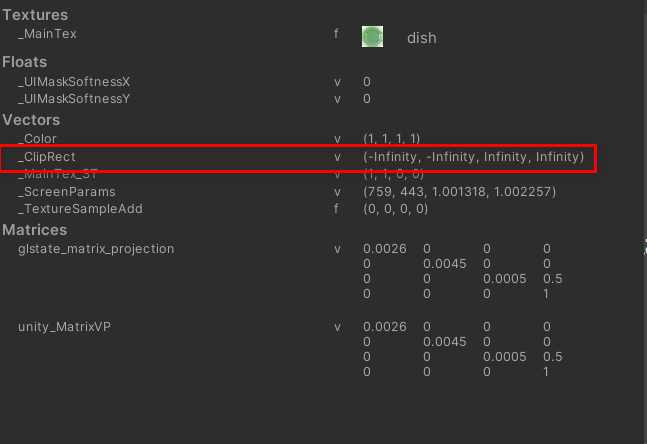 Textures
_MainTex f dish
Floats
_UIMaskSoftnessX v 0
_UIMaskSoftnessY v 0
Vectors
_Color v (1, 1, 1, 1)
_ClipRect v (-Infinity, -Infinity, Infinity, Infinity)
_MainTex_ST v (1, 1, 0, 0)
_ScreenParams v (759, 443, 1.001318, 1.002257)
_TextureSampleAdd f (0, 0, 0, 0)
Matrices
glstate_matrix_projection v 0.0026 0 0 0
0 0.0045 0 0
0 0 0.0005 0.5
0 0 0 1
unity_MatrixVP v 0.0026 0 0 0
0 0.0045 0 0
0 0 0.0005 0.5
0 0 0 1